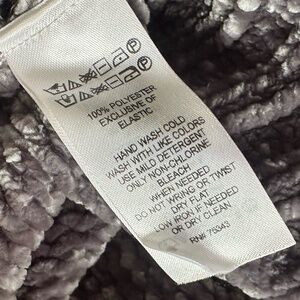 100% POLYESTER
EXCLUSIVE OF
ELASTIC
HAND WASH COLD
WASH WITH LIKE COLORS
USE MILD DETERGENT
ONLY NON-CHLORINE
BLEACH
WHEN NEEDED
DO NOT WRING OR TWIST
DRY FLAT
LOW IRON IF NEEDED
OR DRY CLEAN
RN# 75343